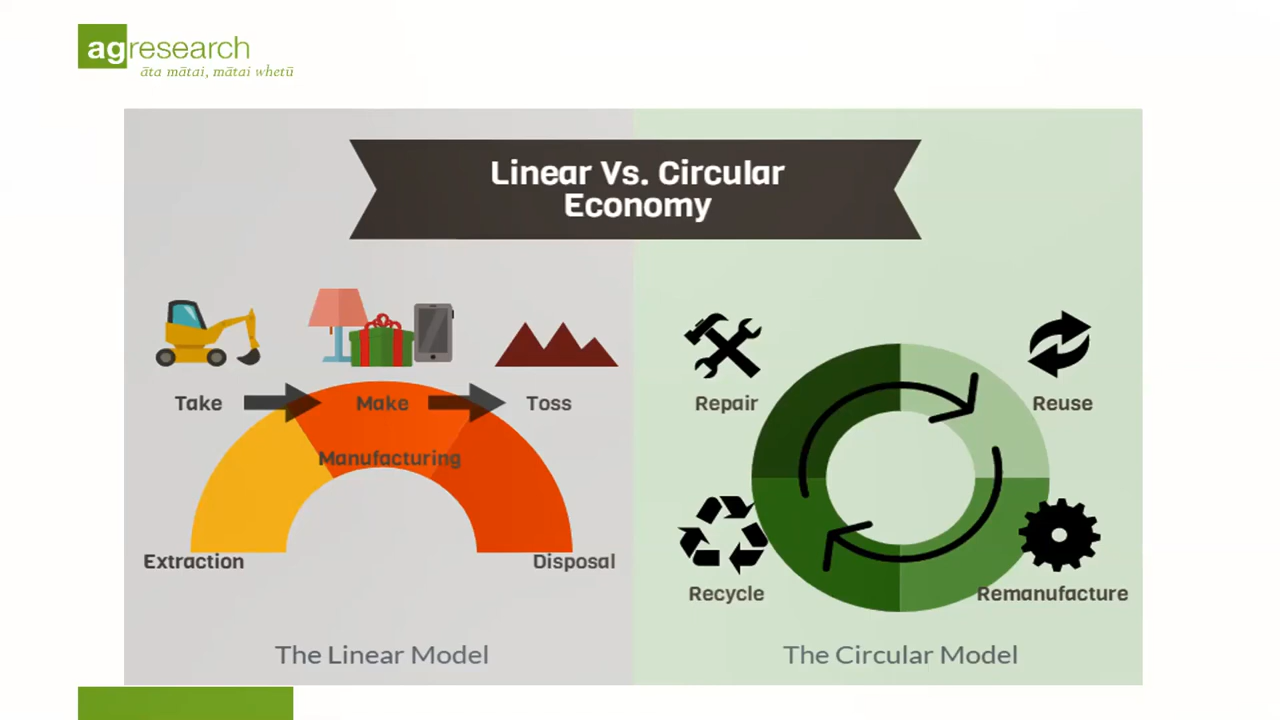 agresearch
āta mātai, mātai whetū
Linear Vs. Circular
Economy
Take
Make
Toss
Manufacturing
Extraction
Disposal
The Linear Model
Repair
Reuse
Recycle
Remanufacture
The Circular Model